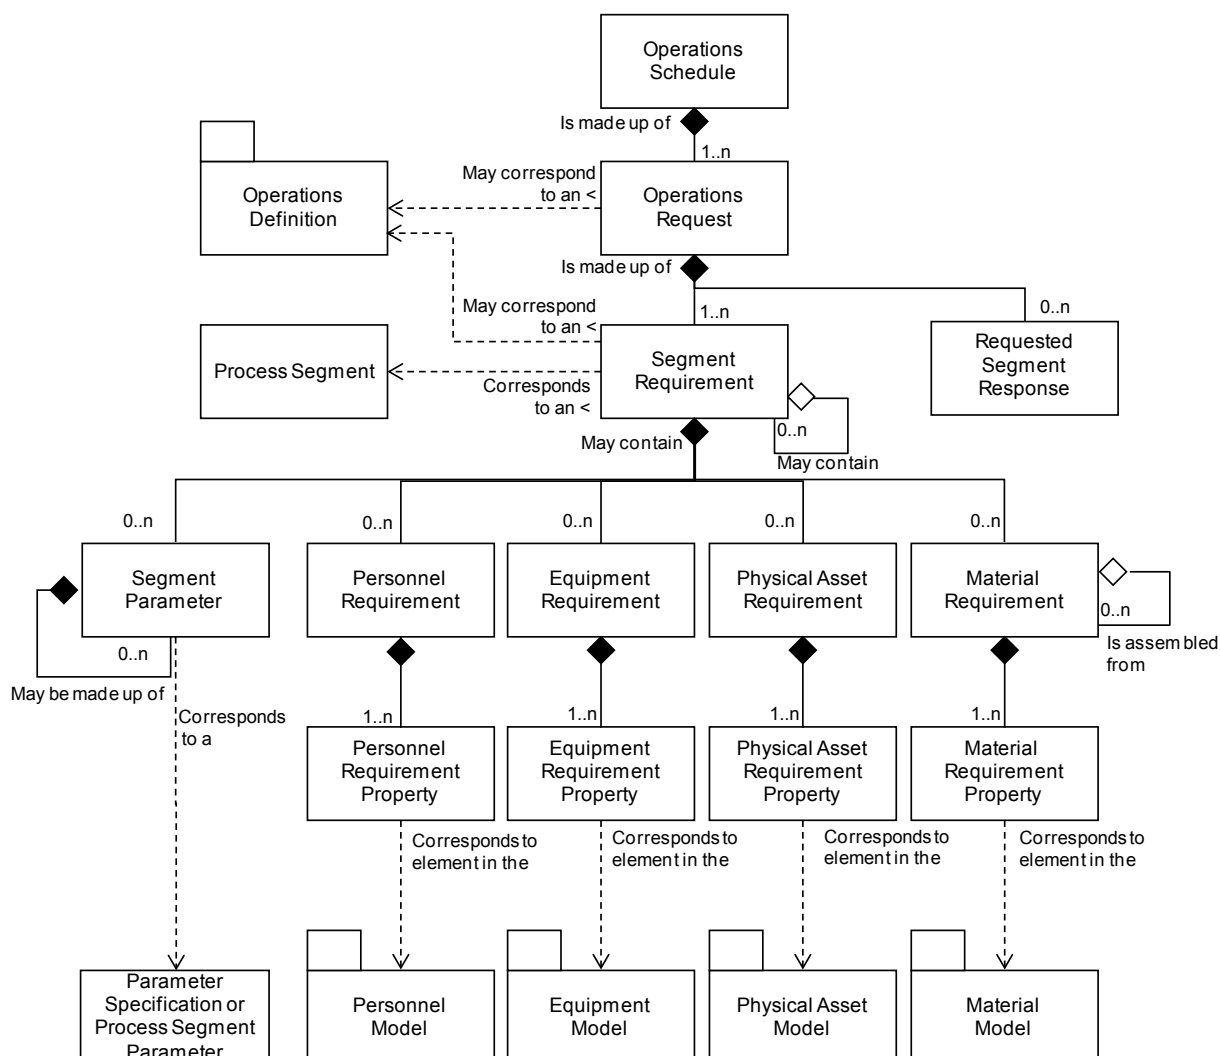 Operations
Schedule
Is made up of
1..n
May correspond
to an <
Operations
Definition
Operations
Request
Is made up of
May correspond
to an <
1..n
0..n
Process Segment
Segment
Requirement
Requested
Segment
Response
Corresponds
to an <
0..n
May contain
May contain
0..n
0..n
0..n
0..n
0..n
Segment
Parameter
Personnel
Requirement
Equipment
Requirement
Physical Asset
Requirement
Material
Requirement
0..n
0..n
Is assembled
from
May be made up of
Corresponds
to a
1..n
1..n
1..n
1..n
Personnel
Requirement
Property
Equipment
Requirement
Property
Physical Asset
Requirement
Property
Material
Requirement
Property
Corresponds to
element in the
Corresponds to
element in the
Corresponds to
element in the
Corresponds to
element in the
Parameter
Specification or
Process Segment
Parameter
Personnel
Model
Equipment
Model
Physical Asset
Model
Material
Model